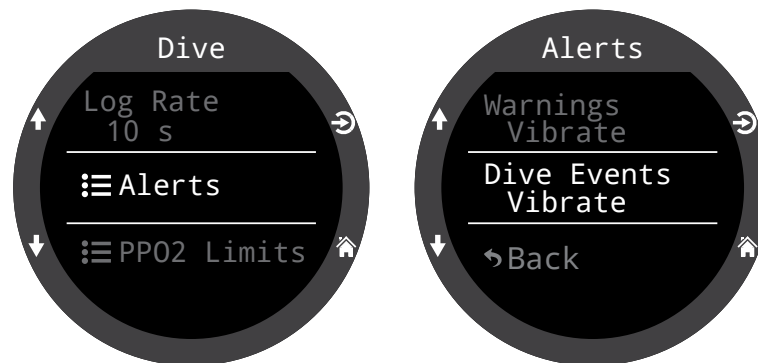 Dive
Log Rate
10 s
Alerts
PPO2 Limits
Alerts
Warnings
Vibrate
Dive Events
Vibrate
Back